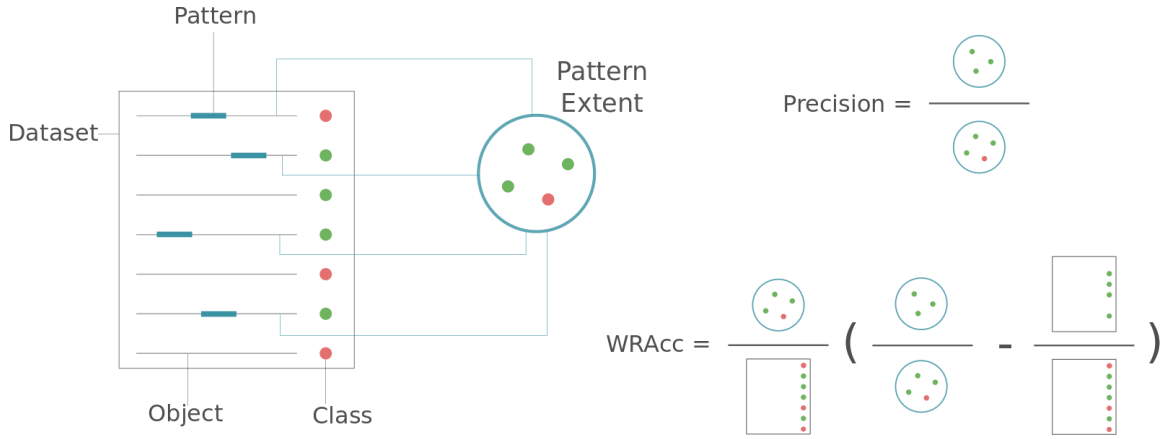 Pattern
Dataset
Object
Class
Pattern
Extent
Precision =
WRAcc = ( - )